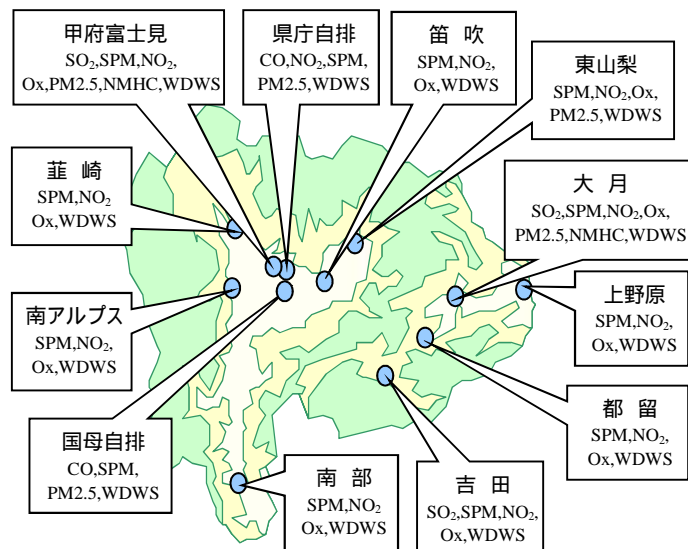 甲府富士見
SO₂,SPM,NO₂,
Ox,PM2.5,NMHC,WDWS
県庁自排
CO,NO₂,SPM,
PM2.5,WDWS
笛 吹
SPM,NO₂,
Ox,WDWS
東山梨
SPM,NO₂,Ox,
PM2.5,WDWS
韮 崎
SPM,NO₂
Ox,WDWS
大 月
SO₂,SPM,NO₂,Ox,
PM2.5,NMHC,WDWS
南アルプス
SPM,NO₂,
Ox,WDWS
上野原
SPM,NO₂,
Ox,WDWS
国母自排
CO,SPM,
PM2.5,WDWS
都 留
SPM,NO₂,
Ox,WDWS
南 部
SPM,NO₂
Ox,WDWS
吉 田
SO₂,SPM,NO₂,
Ox,WDWS